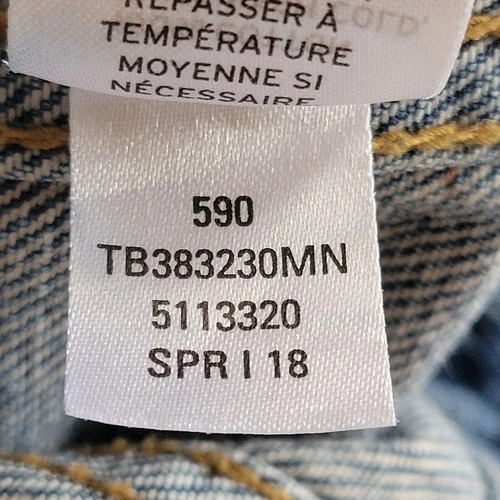 REPASSER À
TEMPÉRATURE
MOYENNE SI
NÉCESSAIRE
590
TB383230MN
5113320
SPR I 18